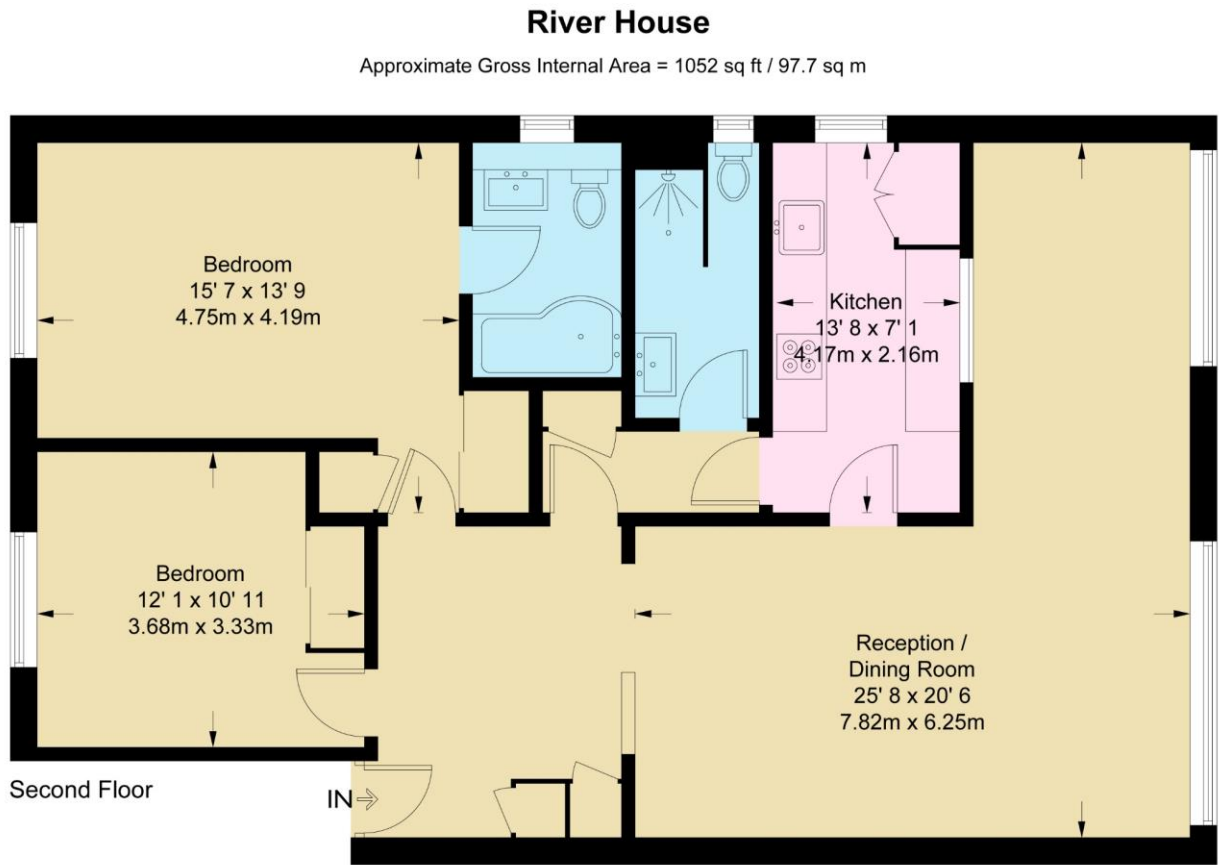 River House
Approximate Gross Internal Area = 1052 sq ft / 97.7 sq m
Bedroom
15' 7 x 13' 9
4.75m x 4.19m
Kitchen
13' 8 x 7' 1
4.17m x 2.16m
Bedroom
12' 1 x 10' 11
3.68m x 3.33m
Reception /
Dining Room
25' 8 x 20' 6
7.82m x 6.25m
Second Floor
IN